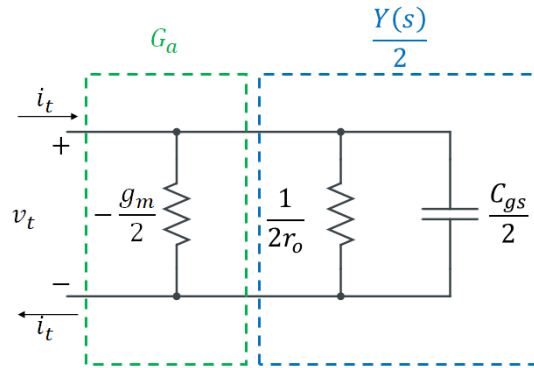 G_a
Y(s)/2
i_t
+
v_t
−g_m/2
1/2r_o
C_gs/2
−
i_t